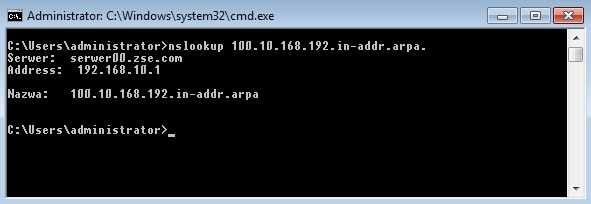 Administrator: C:\Windows\system32\cmd.exe
C:\Users\administrator>nslookup 100.10.168.192.in-addr.arpa.
Serwer:  serwer00.zse.com
Address:  192.168.10.1
Nazwa:   100.10.168.192.in-addr.arpa
C:\Users\administrator>_